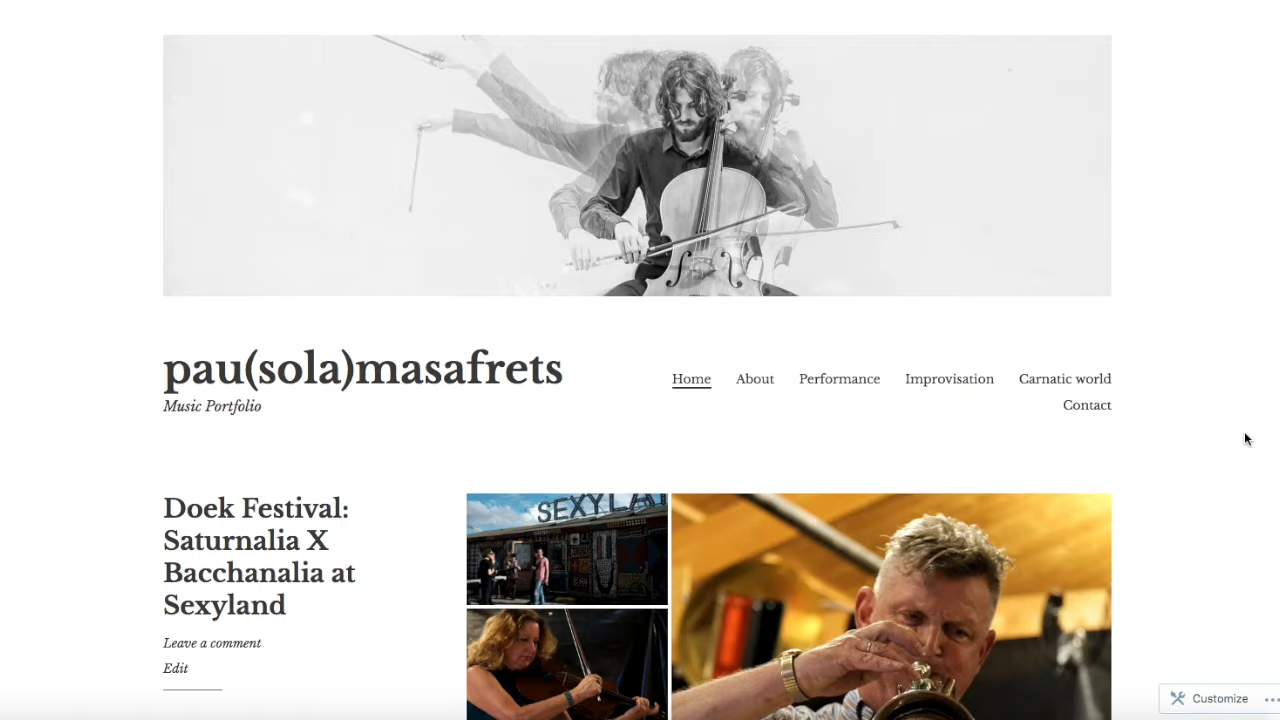 pau(sola)masafrets
Music Portfolio
Home About Performance Improvisation Carnatic world
Contact
Doek Festival:
Saturnalia X
Bacchanalia at
Sexyland
Leave a comment
Edit
SEXYLA
Customize